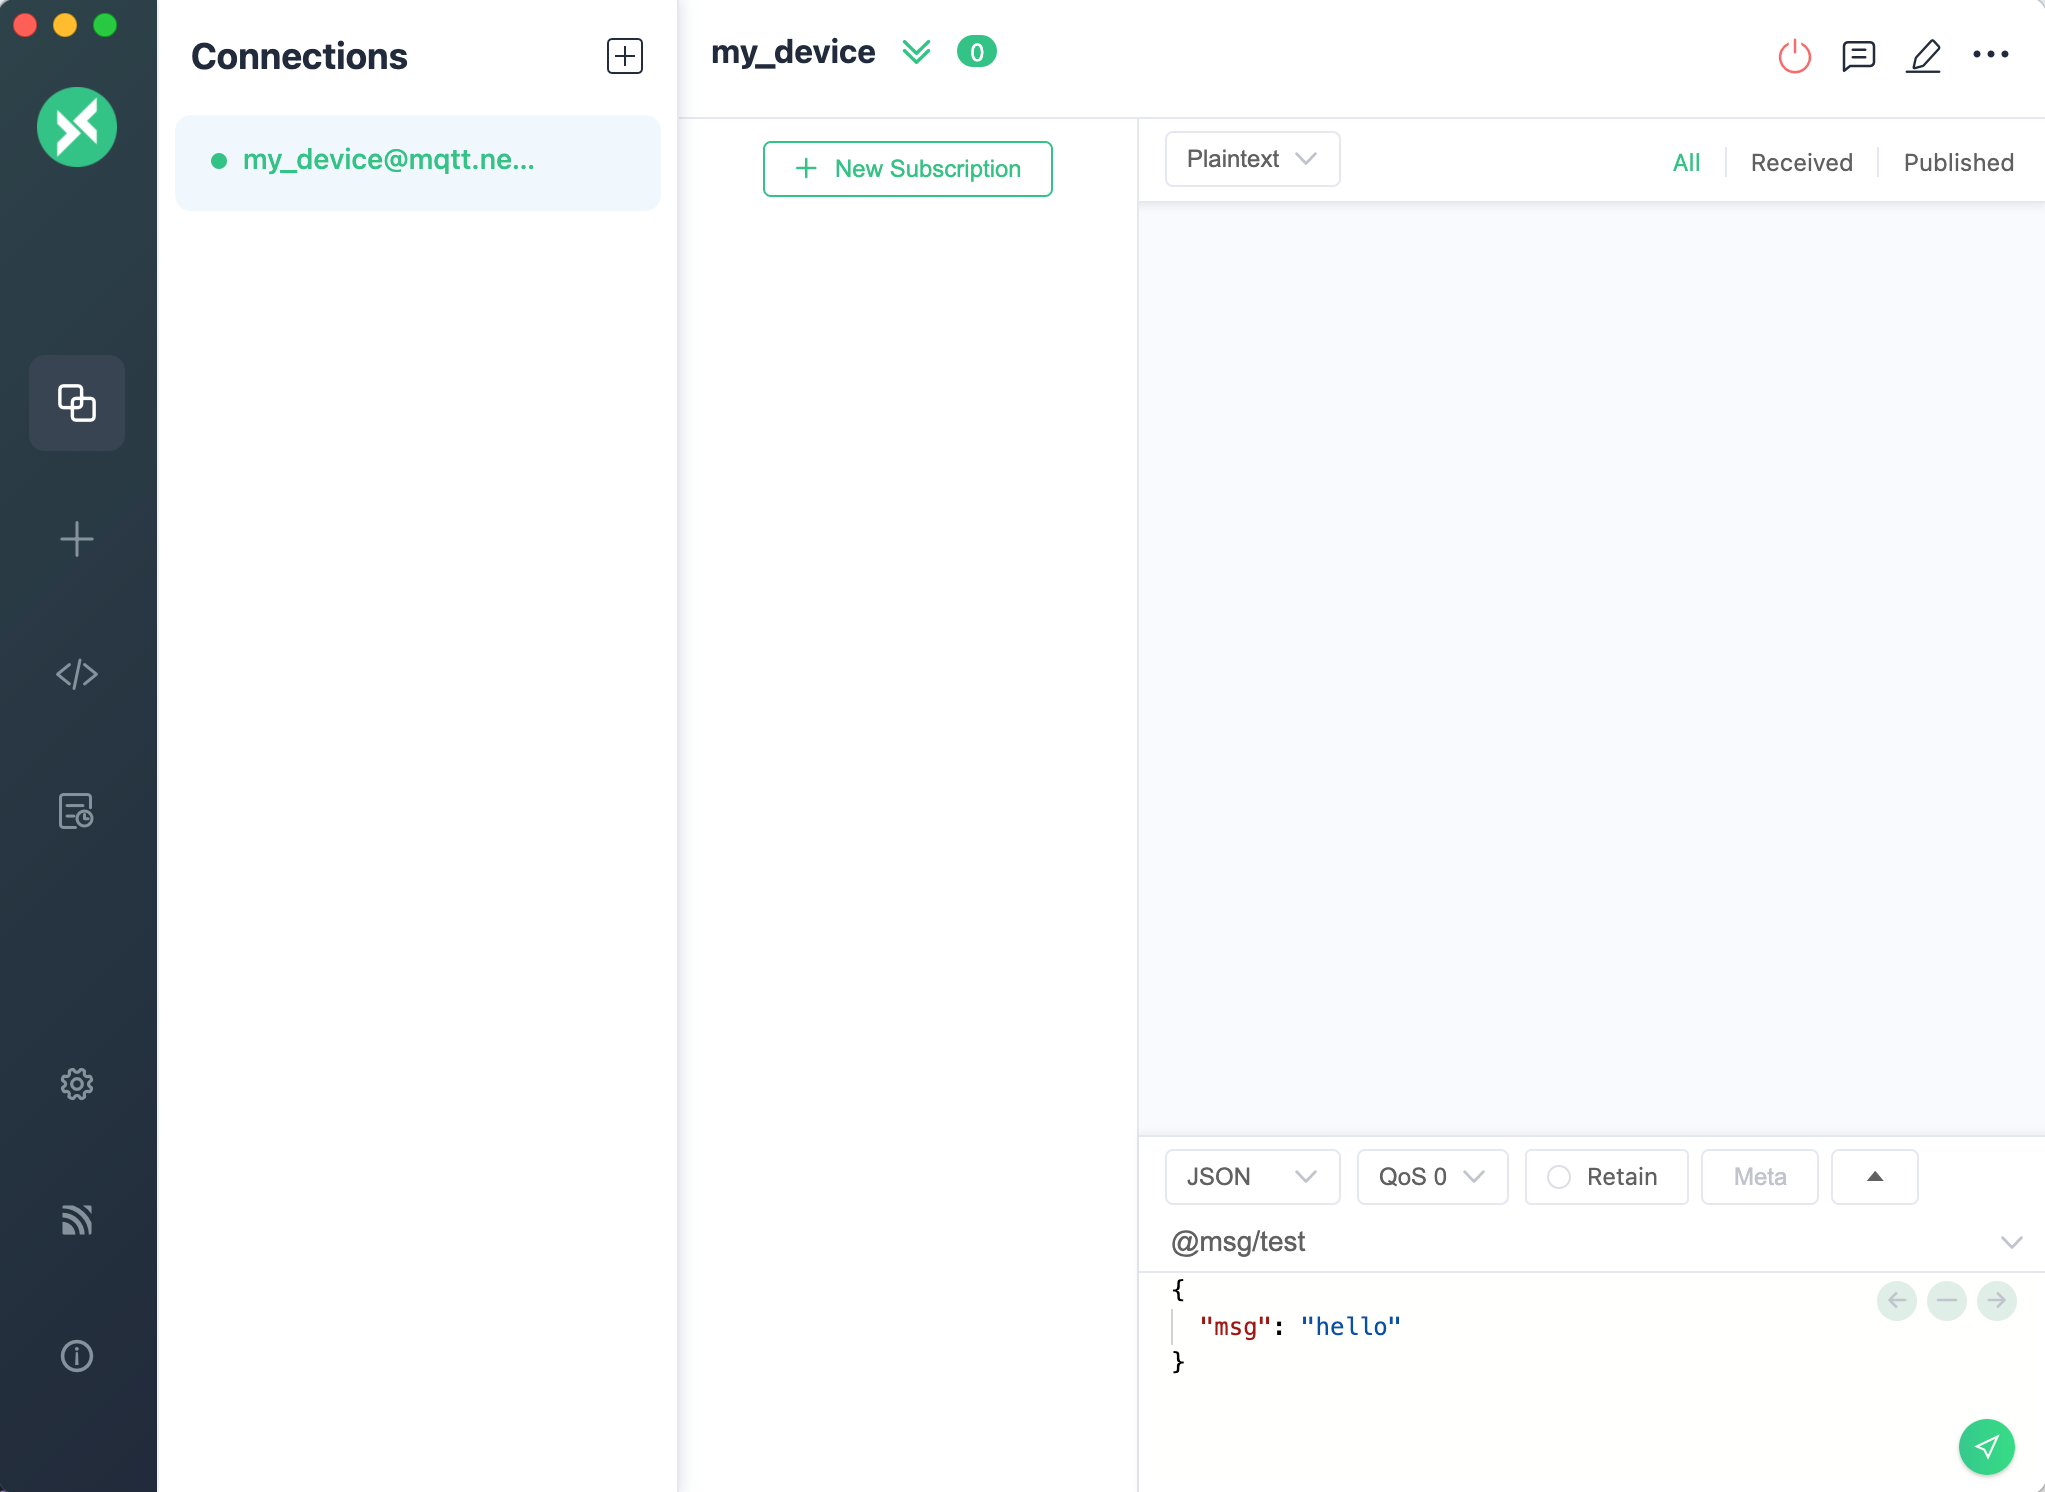 Connections
my_device@mqtt.ne...
my_device 0
New Subscription
Plaintext
All Received Published
JSON QoS 0 Retain Meta
@msg/test
{
"msg": "hello"
}